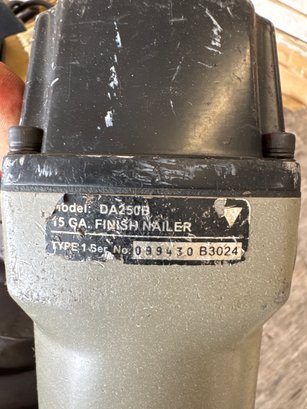 Model: DA250B
15 GA. FINISH NAILER
TYPE 1 Ser. No. 099430 B3024